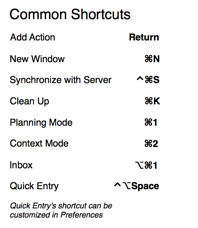 Common Shortcuts
Add Action Return
New Window ⌘N
Synchronize with Server ^⌘S
Clean Up ⌘K
Planning Mode ⌘1
Context Mode ⌘2
Inbox ⌥⌘1
Quick Entry ^⌥Space
Quick Entry's shortcut can be
customized in Preferences